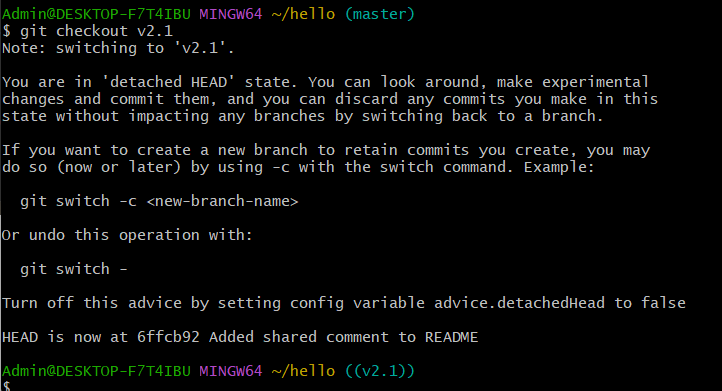 Admin@DESKTOP-F7T4IBU MINGW64 ~/hello (master)
$ git checkout v2.1
Note: switching to 'v2.1'.

You are in 'detached HEAD' state. You can look around, make experimental
changes and commit them, and you can discard any commits you make in this
state without impacting any branches by switching back to a branch.

If you want to create a new branch to retain commits you create, you may
do so (now or later) by using -c with the switch command. Example:

  git switch -c <new-branch-name>

Or undo this operation with:

  git switch -

Turn off this advice by setting config variable advice.detachedHead to false

HEAD is now at 6ffcb92 Added shared comment to README

Admin@DESKTOP-F7T4IBU MINGW64 ~/hello ((v2.1))
$